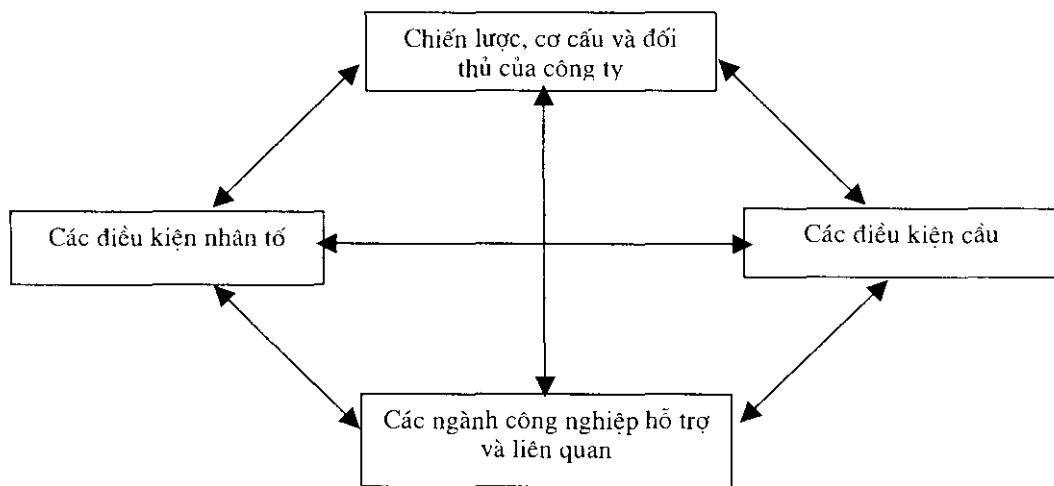 Chiến lược, cơ cấu và đối
thủ của công ty
Các điều kiện nhân tố
Các điều kiện cầu
Các ngành công nghiệp hỗ trợ
và liên quan